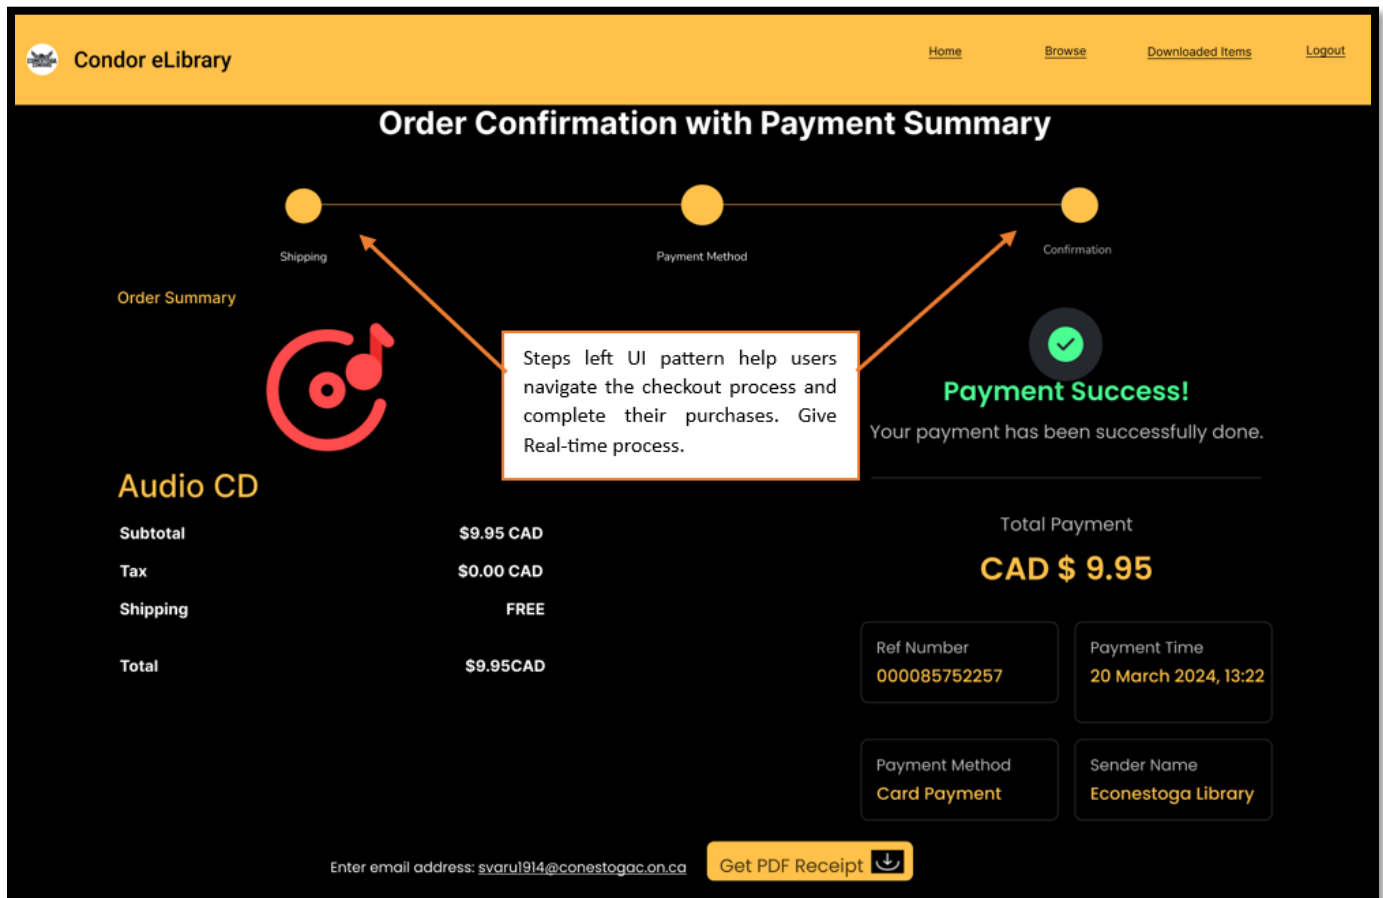 Condor eLibrary
Home
Browse
Downloaded Items
Logout
Order Confirmation with Payment Summary
Shipping
Payment Method
Confirmation
Order Summary
Steps left UI pattern help users
navigate the checkout process and
complete their purchases. Give
Real-time process.
Payment Success!
Your payment has been successfully done.
Audio CD
Subtotal $9.95 CAD
Tax $0.00 CAD
Shipping FREE
Total $9.95CAD
Total Payment
CAD $ 9.95
Ref Number
000085752257
Payment Time
20 March 2024, 13:22
Payment Method
Card Payment
Sender Name
Econestoga Library
Enter email address: svaru1914@conestogac.on.ca
Get PDF Receipt